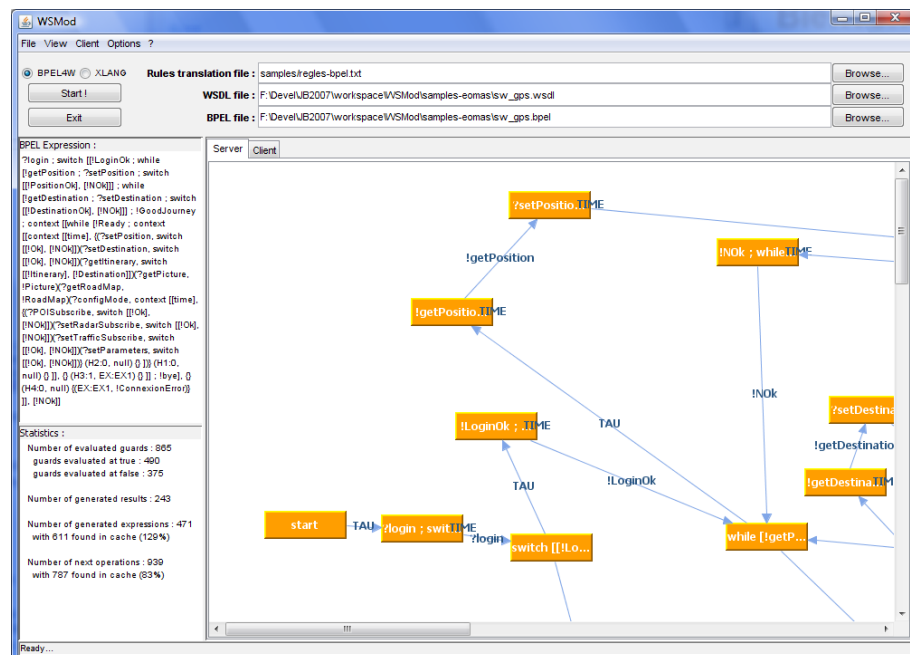 WSMod
File View Client Options ?
BPEL4W XLANG Rules translation file : samples/regles-bpel.txt Browse...
Start ! WSDL file : F:\Devel\JB2007\workspace\WSMod\samples-eomas\sw_gps.wsdl Browse...
Exit BPEL file : F:\Devel\JB2007\workspace\WSMod\samples-eomas\sw_gps.bpel Browse...
BPEL Expression :
?login ; switch [[!LoginOk ; while
[!getPosition ; ?setPosition ; switch
[[!PositionOk], [!NOk]]] ; while
[!getDestination ; ?setDestination ; switch
[[!DestinationOk], [!NOk]]] ; !GoodJourney
; context [[while [!Ready ; context
[[context [[time], {(?setPosition, switch
[[!Ok], [!NOk]])(?setDestination, switch
[[!Ok], [!NOk]])(?getItinerary, switch
[[!Itinerary], [!Destination]])(?getPicture,
!Picture)(?getRoadMap,
!RoadMap)(?configMode, context [[time],
{(?POISubscribe, switch [[!Ok],
[!NOk]])(?setRadarSubscribe, switch [[!Ok],
[!NOk]])(?setTrafficSubscribe, switch
[[!Ok], [!NOk]])(?setParameters, switch
[[!Ok], [!NOk]])} (H2:0, null) {} ])} (H1:0,
null) {} ]], {} (H3:1, EX:EX1) {} ]] ; !bye], {}
(H4:0, null) {(EX:EX1, !ConnexionError)}
]], [!NOk]]
Statistics :
Number of evaluated guards : 865
guards evaluated at true : 490
guards evaluated at false : 375
Number of generated results : 243
Number of generated expressions : 471
with 611 found in cache (129%)
Number of next operations : 939
with 787 found in cache (83%)
Server Client
?setPositio... TIME
!NOk ; while TIME
!getPosition
!getPositio... TIME
!NOk
?setDestina
!LoginOk ; ... TIME
TAU
!getDestinatio
!LoginOk
!getDestina... TIM
TAU
start TAU ?login ; swit TIME ?login
switch [[!Lo...
while [!getP...
Ready...